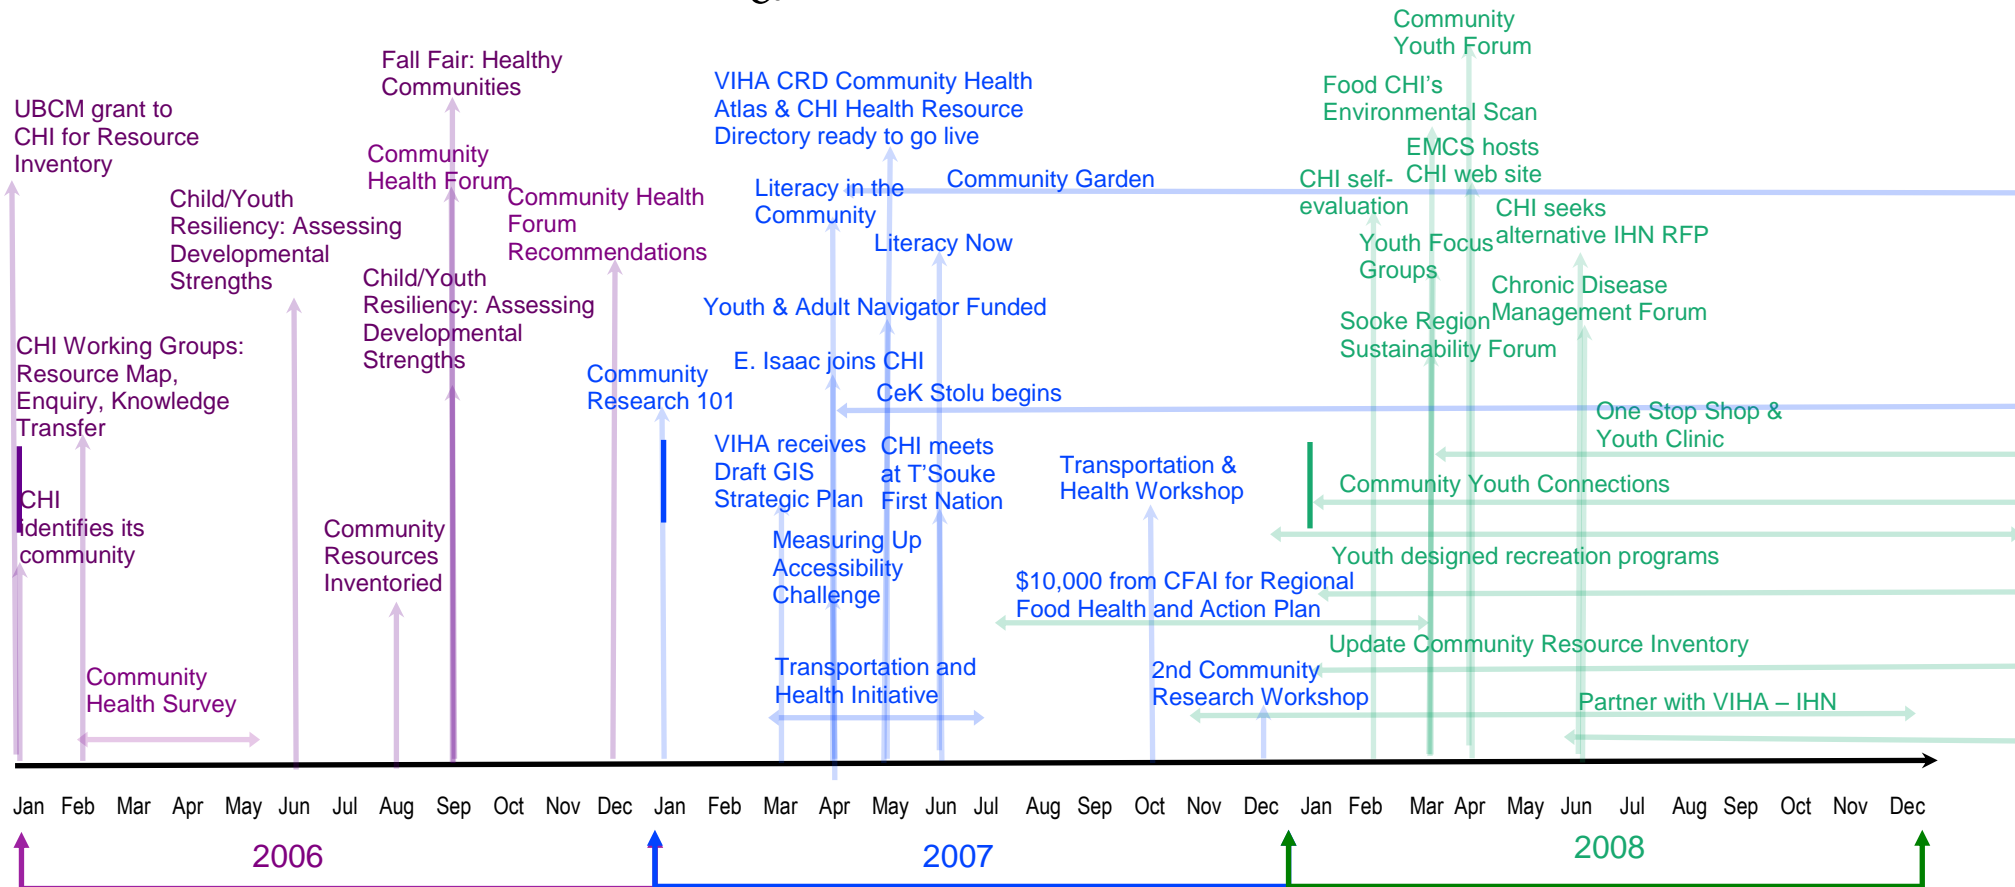 UBCM grant to
CHI for Resource
Inventory
CHI Working Groups:
Resource Map,
Enquiry, Knowledge
Transfer
CHI
identifies its
community
Community
Health Survey
Child/Youth
Resiliency: Assessing
Developmental
Strengths
Fall Fair: Healthy
Communities
Community
Health Forum
Child/Youth
Resiliency: Assessing
Developmental
Strengths
Community
Resources
Inventoried
Community Health
Forum
Recommendations
Community
Research 101
VIHA CRD Community Health
Atlas & CHI Health Resource
Directory ready to go live
Literacy in the
Community
Community Garden
Literacy Now
Youth & Adult Navigator Funded
E. Isaac joins CHI
CeK Stolu begins
VIHA receives
Draft GIS
Strategic Plan
CHI meets
at T'Souke
First Nation
Measuring Up
Accessibility
Challenge
Transportation and
Health Initiative
Transportation &
Health Workshop
$10,000 from CFAI for Regional
Food Health and Action Plan
2nd Community
Research Workshop
Community
Youth Forum
Food CHI’s
Environmental Scan
EMCS hosts
CHI web site
CHI self-
evaluation
CHI seeks
alternative IHN RFP
Youth Focus
Groups
Chronic Disease
Management Forum
Sooke Region
Sustainability Forum
One Stop Shop &
Youth Clinic
Community Youth Connections
Youth designed recreation programs
Update Community Resource Inventory
Partner with VIHA – IHN
Jan Feb Mar Apr May Jun Jul Aug Sep Oct Nov Dec Jan Feb Mar Apr May Jun Jul Aug Sep Oct Nov Dec Jan Feb Mar Apr May Jun Jul Aug Sep Oct Nov Dec
2006 2007 2008